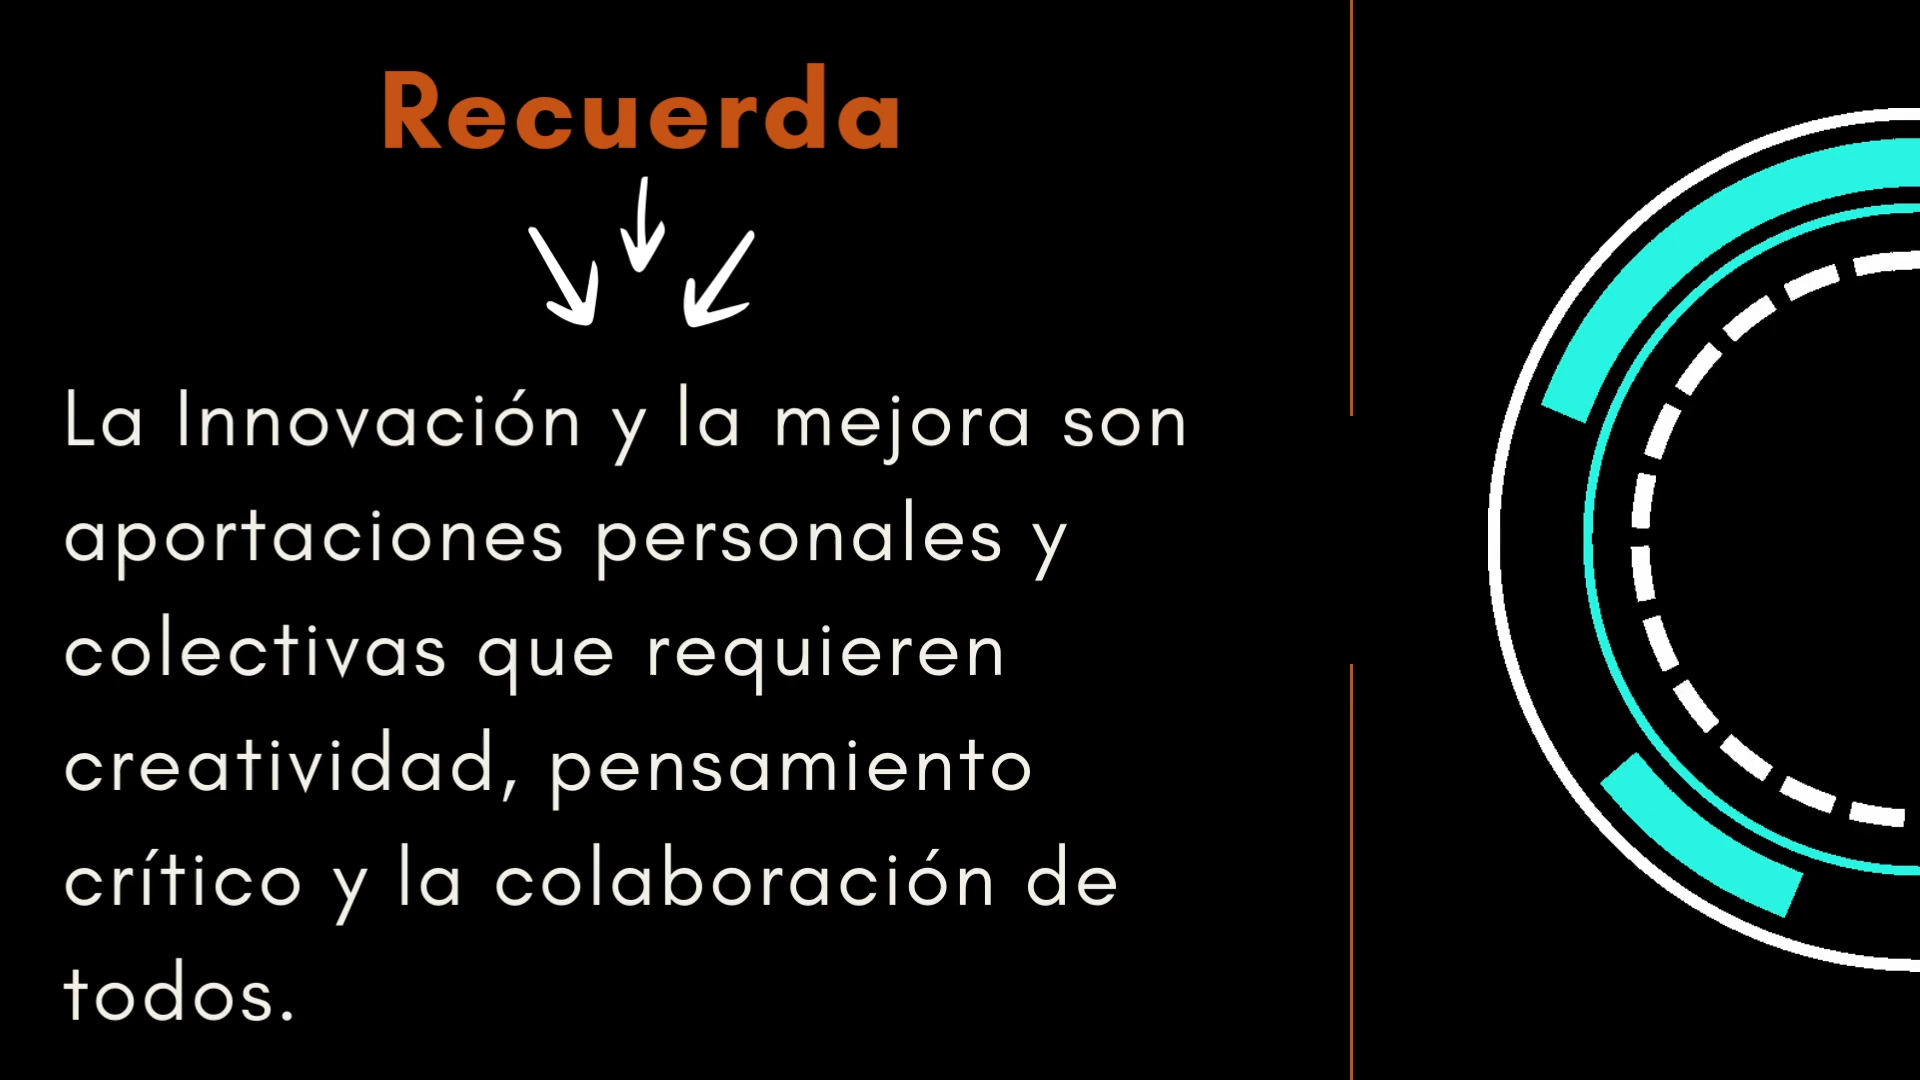 Recuerda
La Innovación y la mejora son
aportaciones personales y
colectivas que requieren
creatividad, pensamiento
crítico y la colaboración de
todos.